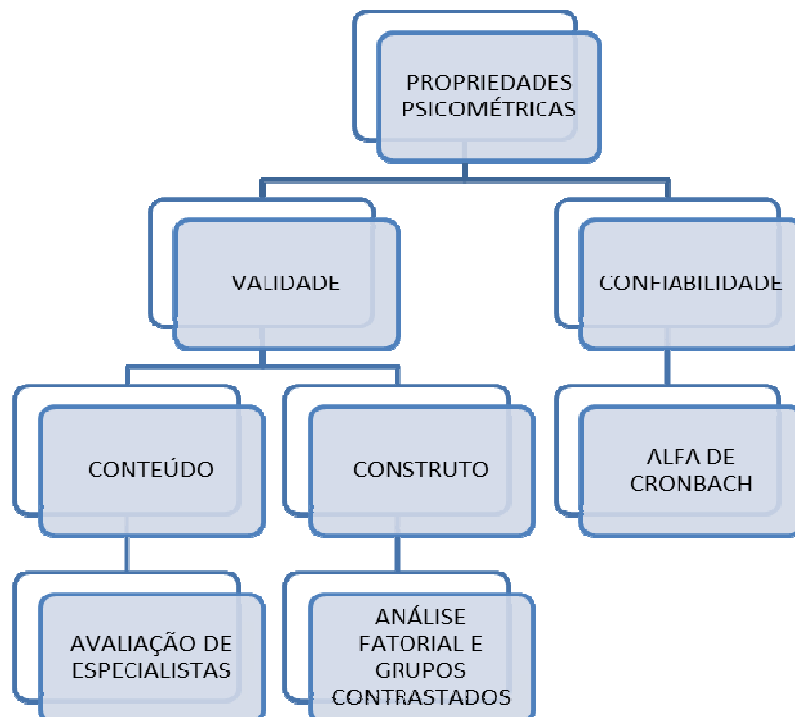 PROPRIEDADES
PSICOMÉTRICAS
VALIDADE
CONFIABILIDADE
CONTEÚDO
CONSTRUTO
ALFA DE
CRONBACH
AVALIAÇÃO DE
ESPECIALISTAS
ANÁLISE
FATORIAL E
GRUPOS
CONTRASTADOS